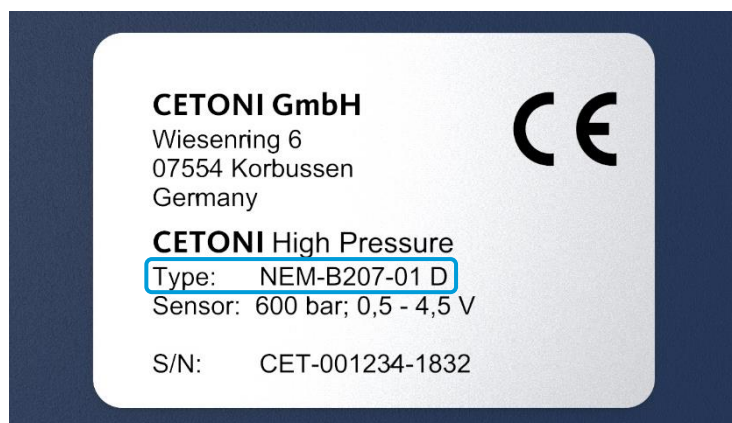 CETONI GmbH
CE
Wiesenring 6
07554 Korbussen
Germany
CETONI High Pressure
Type: NEM-B207-01 D
Sensor: 600 bar; 0,5 - 4,5 V
S/N: CET-001234-1832